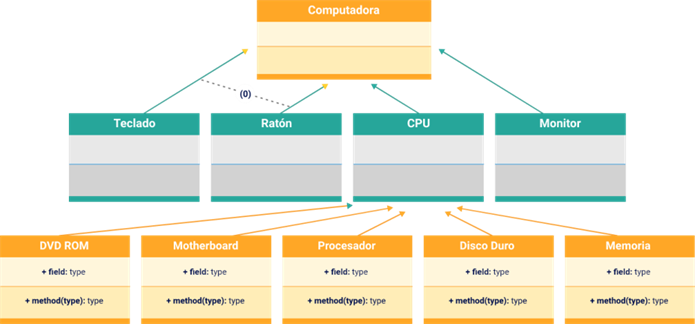 Computadora
(0)
Teclado
Ratón
CPU
Monitor
DVD ROM
Motherboard
Procesador
Disco Duro
Memoria
+ field: type
+ field: type
+ field: type
+ field: type
+ field: type
+ method(type): type
+ method(type): type
+ method(type): type
+ method(type): type
+ method(type): type